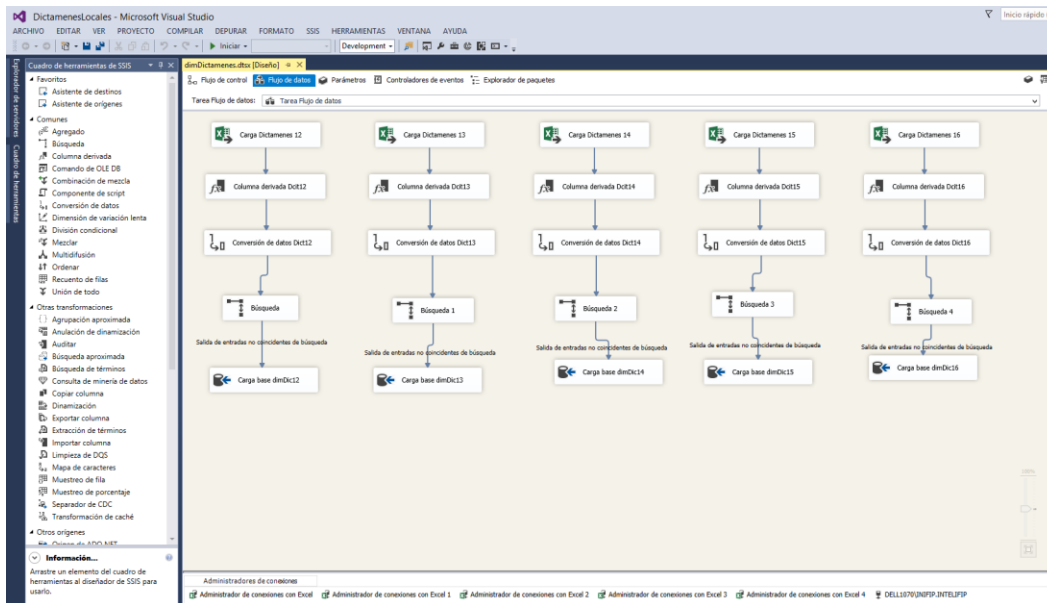 DictamenesLocales - Microsoft Visual Studio
Inicio rápido
ARCHIVO EDITAR VER PROYECTO COMPILAR DEPURAR FORMATO SSIS HERRAMIENTAS VENTANA AYUDA
Iniciar - Development
Explorador de servidores
Cuadro de herramientas
Cuadro de herramientas de SSIS
Favoritos
Asistente de destinos
Asistente de orígenes
Comunes
Agregado
Búsqueda
Columna derivada
Comando de OLE DB
Combinación de mezcla
Componente de script
Conversión de datos
Dimensión de variación lenta
División condicional
Mezclar
Multidifusión
Ordenar
Recuento de filas
Unión de todo
Otras transformaciones
Agrupación aproximada
Anulación de dinamización
Auditar
Búsqueda aproximada
Búsqueda de términos
Consulta de minería de datos
Copiar columna
Dinamización
Exportar columna
Extracción de términos
Importar columna
Limpieza de DQS
Mapa de caracteres
Muestreo de fila
Muestreo de porcentaje
Separador de CDC
Transformación de caché
Otros orígenes
Origen de ADO NET
Información...
Arrastre un elemento del cuadro de
herramientas al diseñador de SSIS para
usarlo.
dimDictamenes.dtsx [Diseño]
Flujo de control Flujo de datos Parámetros Controladores de eventos Explorador de paquetes
Tarea Flujo de datos: Tarea Flujo de datos
Carga Dictamenes 12 Carga Dictamenes 13 Carga Dictamenes 14 Carga Dictamenes 15 Carga Dictamenes 16
Columna derivada Dcit12 Columna derivada Dcit13 Columna derivada Dcit14 Columna derivada Dcit15 Columna derivada Dcit16
Conversión de datos Dict12 Conversión de datos Dict13 Conversión de datos Dict14 Conversión de datos Dict15 Conversión de datos Dict16
Búsqueda Búsqueda 1 Búsqueda 2 Búsqueda 3 Búsqueda 4
Salida de entradas no coincidentes de búsqueda Salida de entradas no coincidentes de búsqueda Salida de entradas no coincidentes de búsqueda Salida de entradas no coincidentes de búsqueda Salida de entradas no coincidentes de búsqueda
Carga base dimDic12 Carga base dimDic13 Carga base dimDic14 Carga base dimDic15 Carga base dimDic16
Administradores de conexiones
Administrador de conexiones con Excel Administrador de conexiones con Excel 1 Administrador de conexiones con Excel 2 Administrador de conexiones con Excel 3 Administrador de conexiones con Excel 4 DELL1070\INIFIP.INTELIFIP